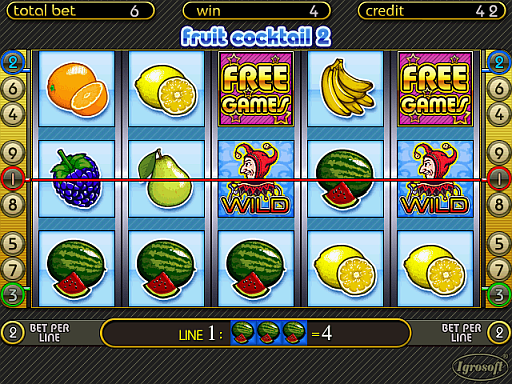 total bet 6 win 4 credit 42
fruit cocktail 2
2 FREE GAMES FREE GAMES 2
6 6
4 4
9 9
1 WILD WILD 1
8 8
5 5
7 7
3 3
2 BET PER LINE LINE 1: =4 BET PER LINE 2
Igrosoft®